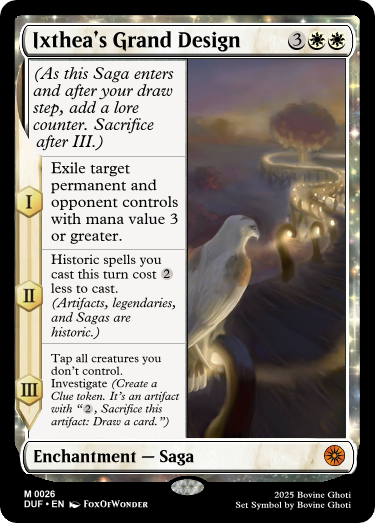 Ixthea's Grand Design 3
(As this Saga enters
and after your draw
step, add a lore
counter. Sacrifice
after III.)
I
Exile target
permanent and
opponent controls
with mana value 3
or greater.
II
Historic spells you
cast this turn cost 2
less to cast.
(Artifacts, legendaries,
and Sagas are
historic.)
III
Tap all creatures you
don't control.
Investigate (Create a
Clue token. It's an artifact
with “2, Sacrifice this
artifact: Draw a card.”)
Enchantment — Saga
M 0026
DUF • EN FoxOfWonder
2025 Bovine Ghoti
Set Symbol by Bovine Ghoti